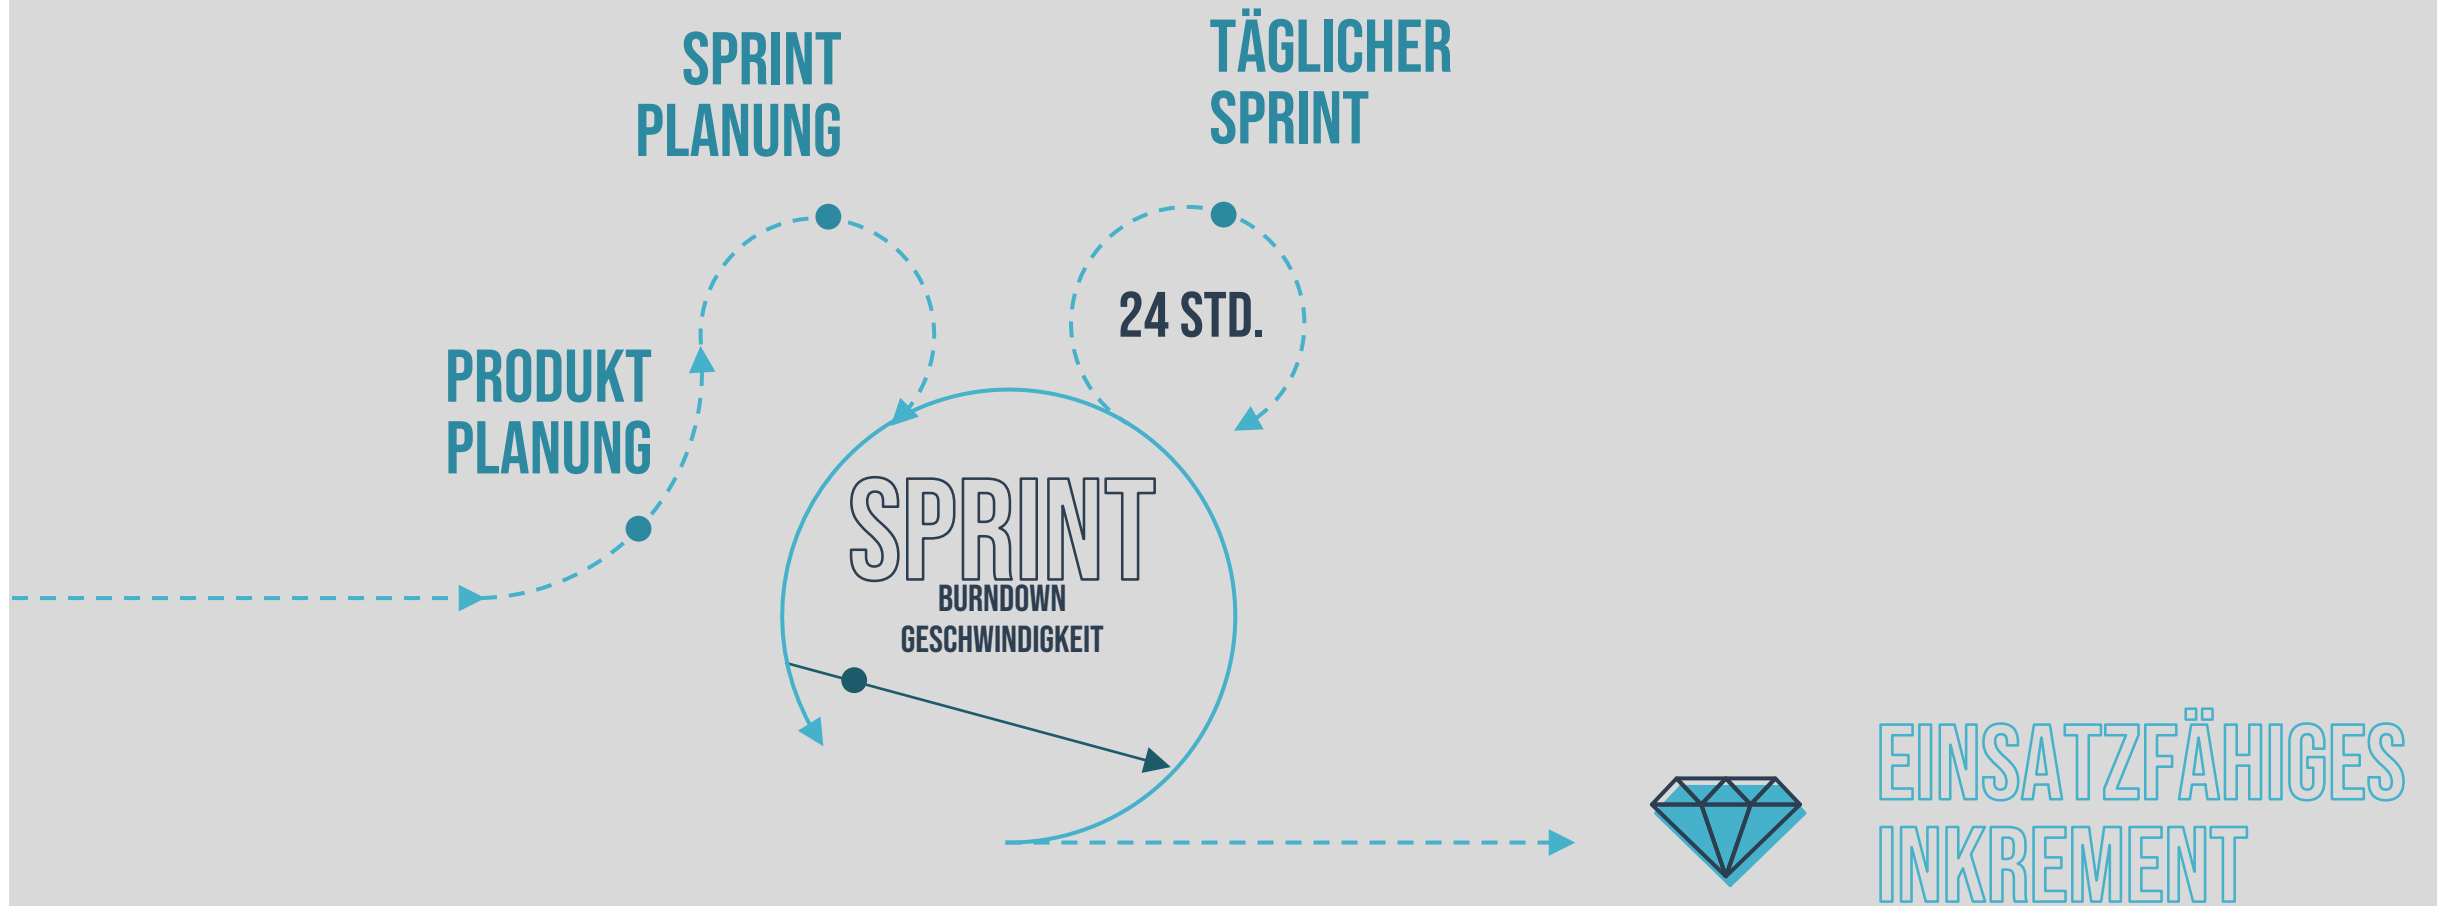 SPRINT
PLANUNG
TÄGLICHER
SPRINT
24 STD.
PRODUKT
PLANUNG
SPRINT
BURNDOWN
GESCHWINDIGKEIT
EINSATZFÄHIGES
INKREMENT